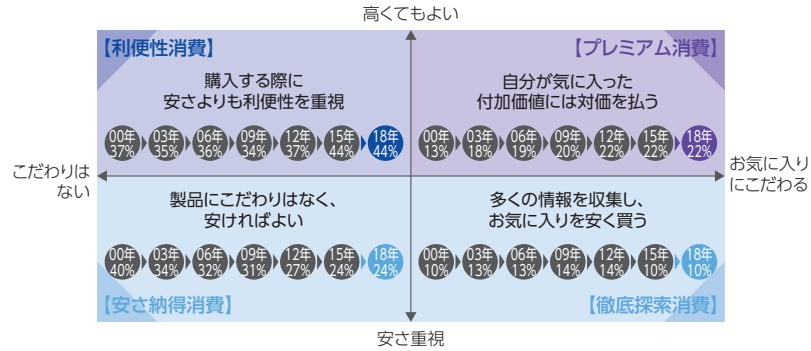 高くてもよい
【利便性消費】
購入する際に
安さよりも利便性を重視
00年 03年 06年 09年 12年 15年 18年
37% 35% 36% 34% 37% 44% 44%
【プレミアム消費】
自分が気に入った
付加価値には対価を払う
00年 03年 06年 09年 12年 15年 18年
13% 18% 19% 20% 22% 22% 22%
こだわりは
ない
お気に入り
にこだわる
製品にこだわりはなく、
安ければよい
00年 03年 06年 09年 12年 15年 18年
40% 34% 32% 31% 27% 24% 24%
【安さ納得消費】
多くの情報を収集し、
お気に入りを安く買う
00年 03年 06年 09年 12年 15年 18年
10% 13% 13% 14% 14% 10% 10%
【徹底探索消費】
安さ重視